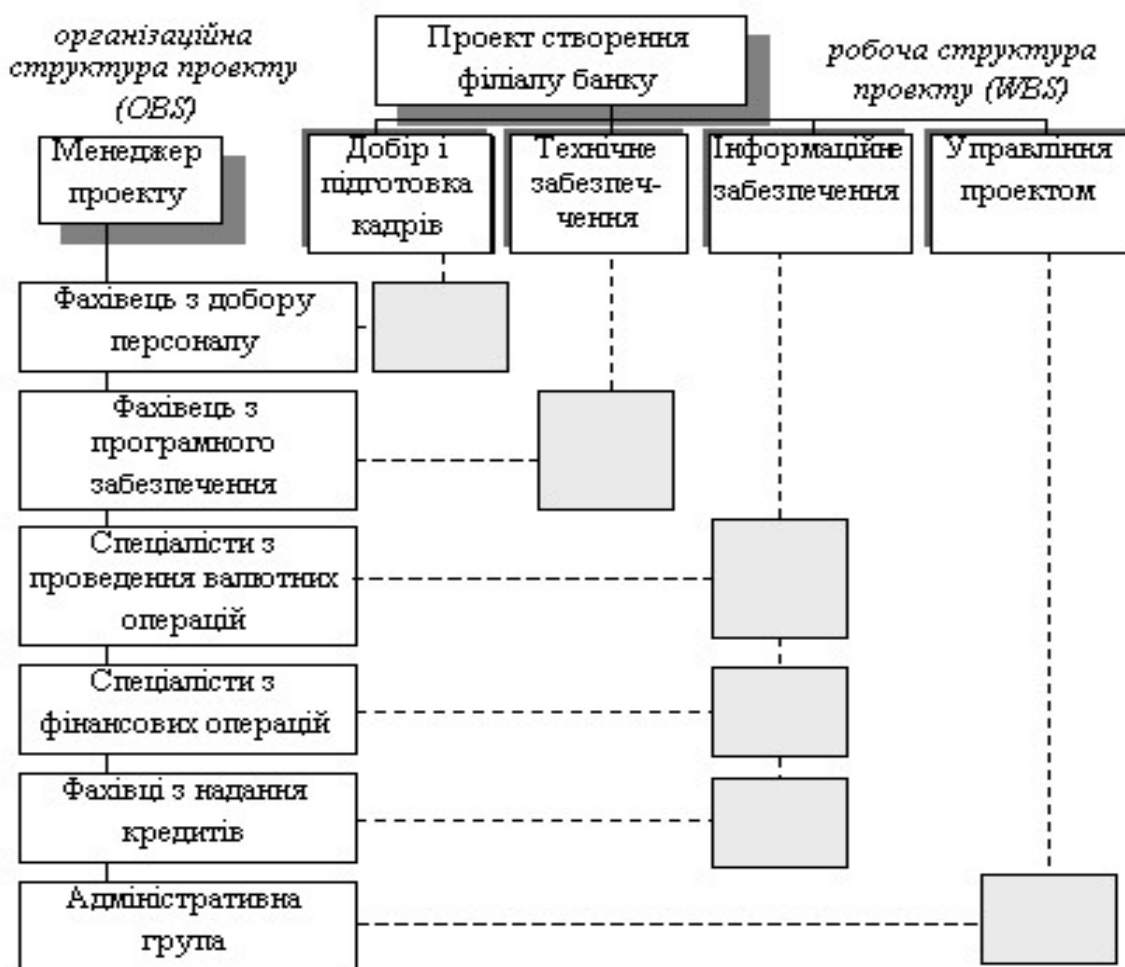 організаційна
структура проекту
(OBS)
Проект створення
філіалу банку
робоча структура
проекту (WBS)
Менеджер
проекту
Добір і
підготовка
кадрів
Технічне
забезпеч-
чення
Інформаційне
забезпечення
Управління
проектом
Фахівець з добору
персоналу
Фахівець з
програмного
забезпечення
Спеціалісти з
проведення валютних
операцій
Спеціалісти з
фінансових операцій
Фахівці з надання
кредитів
Адміністративна
група